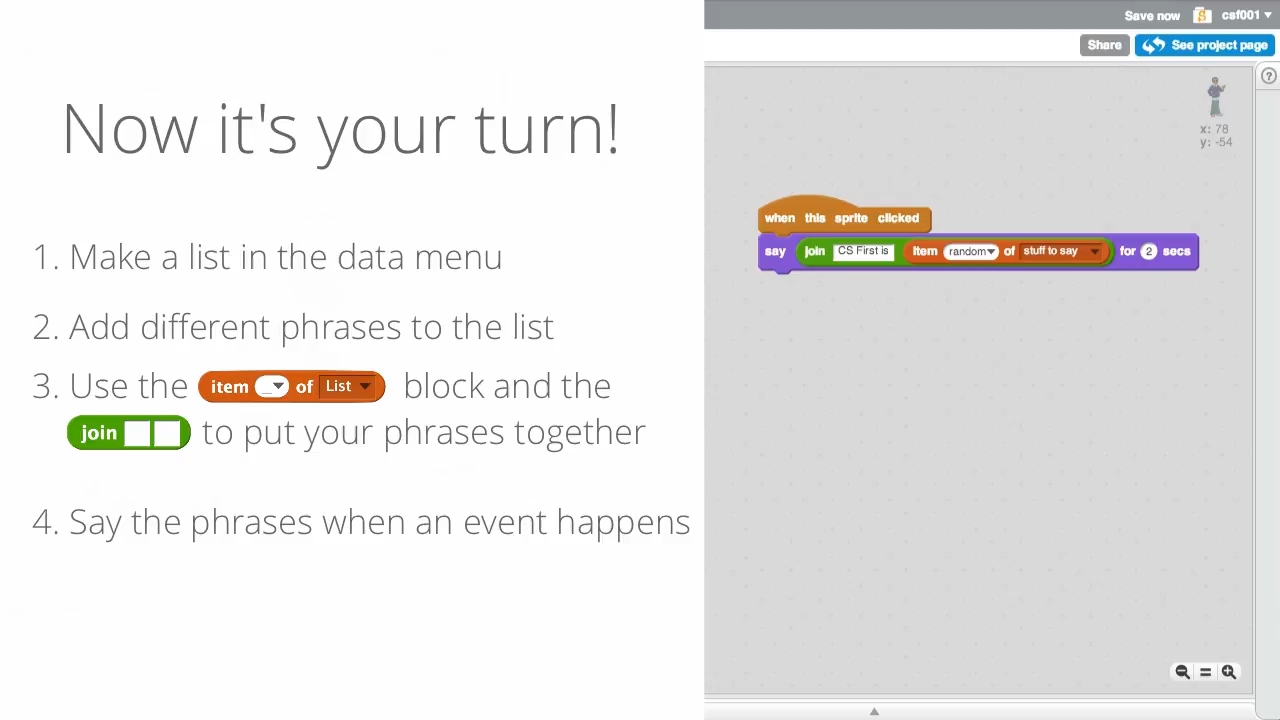 Now it's your turn!
1. Make a list in the data menu
2. Add different phrases to the list
3. Use the item _ of List block and the
join to put your phrases together
4. Say the phrases when an event happens
Save now csf001
Share See project page
?
x: 78
y: -54
when this sprite clicked
say join CS First is item random of stuff to say for 2 secs